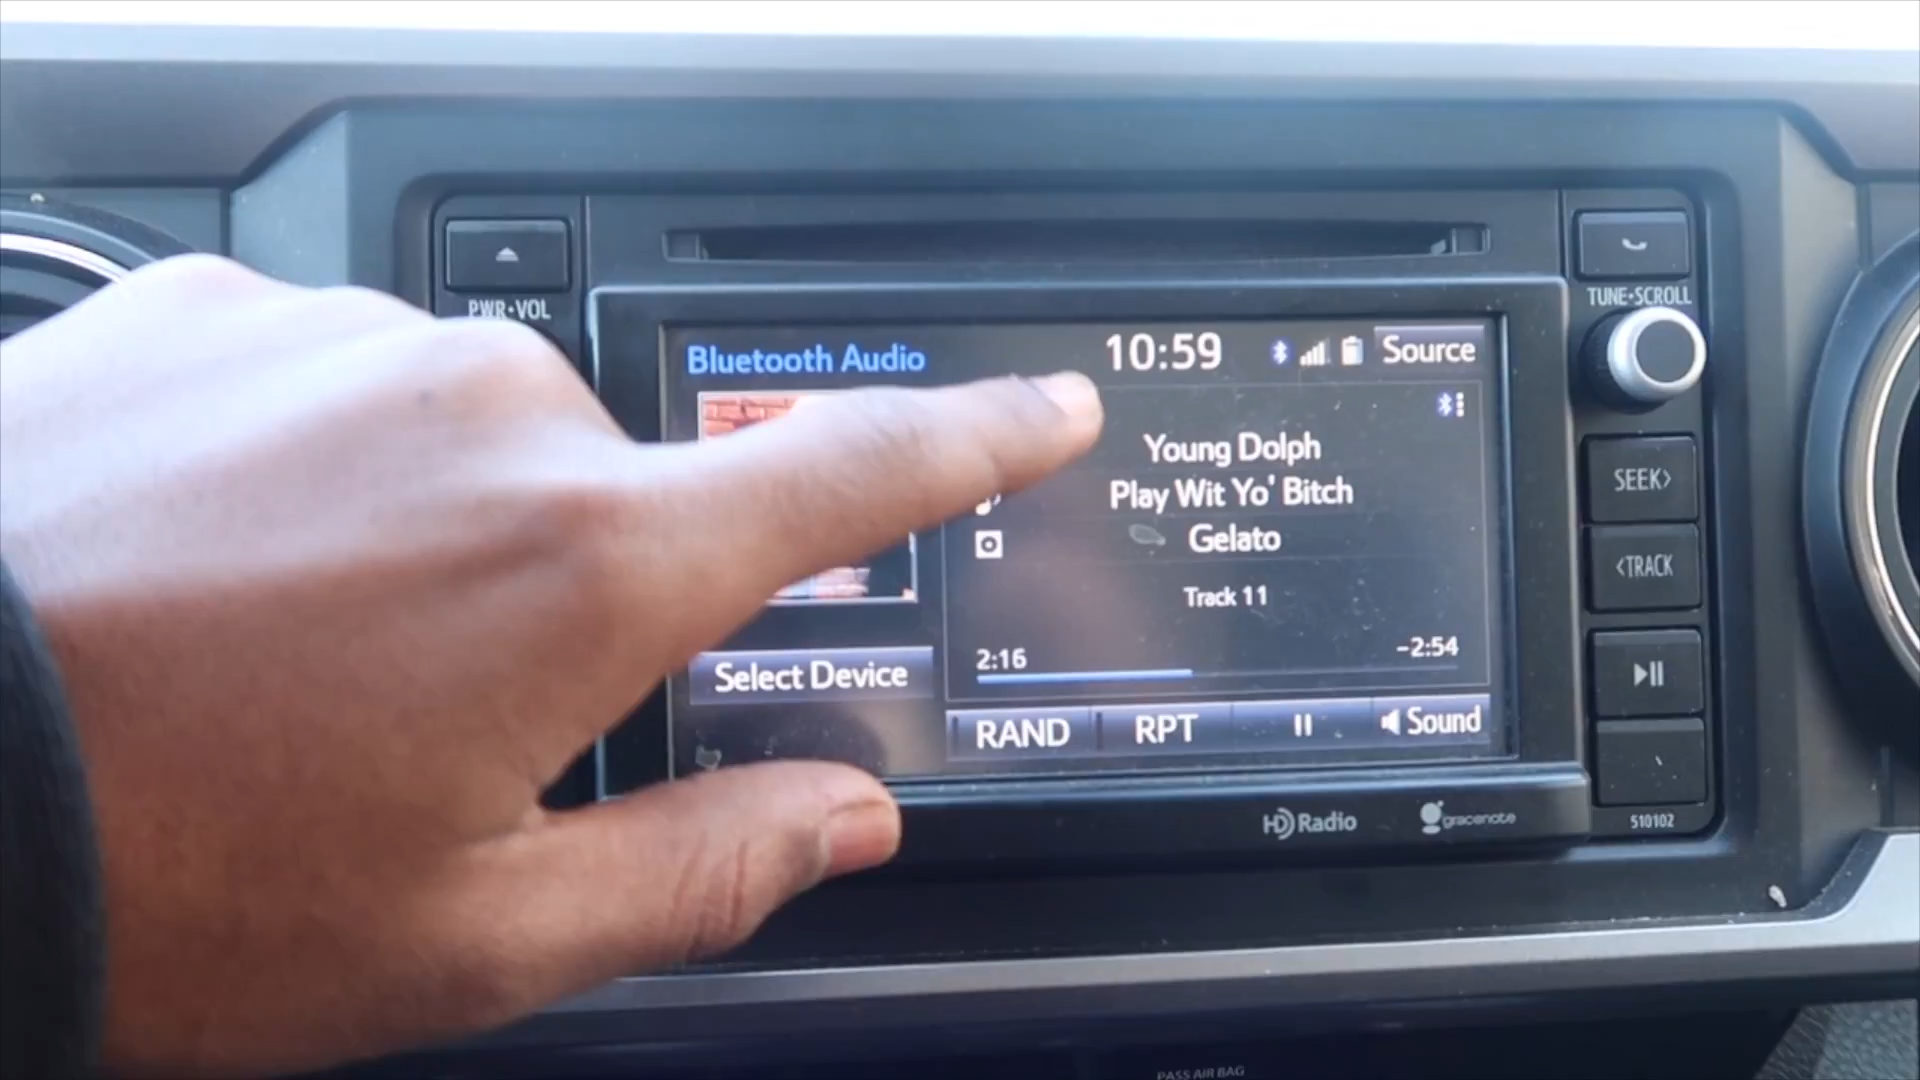 PWR•VOL
TUNE•SCROLL
Bluetooth Audio
10:59
Source
Young Dolph
Play Wit Yo' Bitch
Gelato
Track 11
2:16
-2:54
Select Device
RAND
RPT
Sound
SEEK>
<TRACK
HD Radio
gracenote
510102
PASS AIR BAG